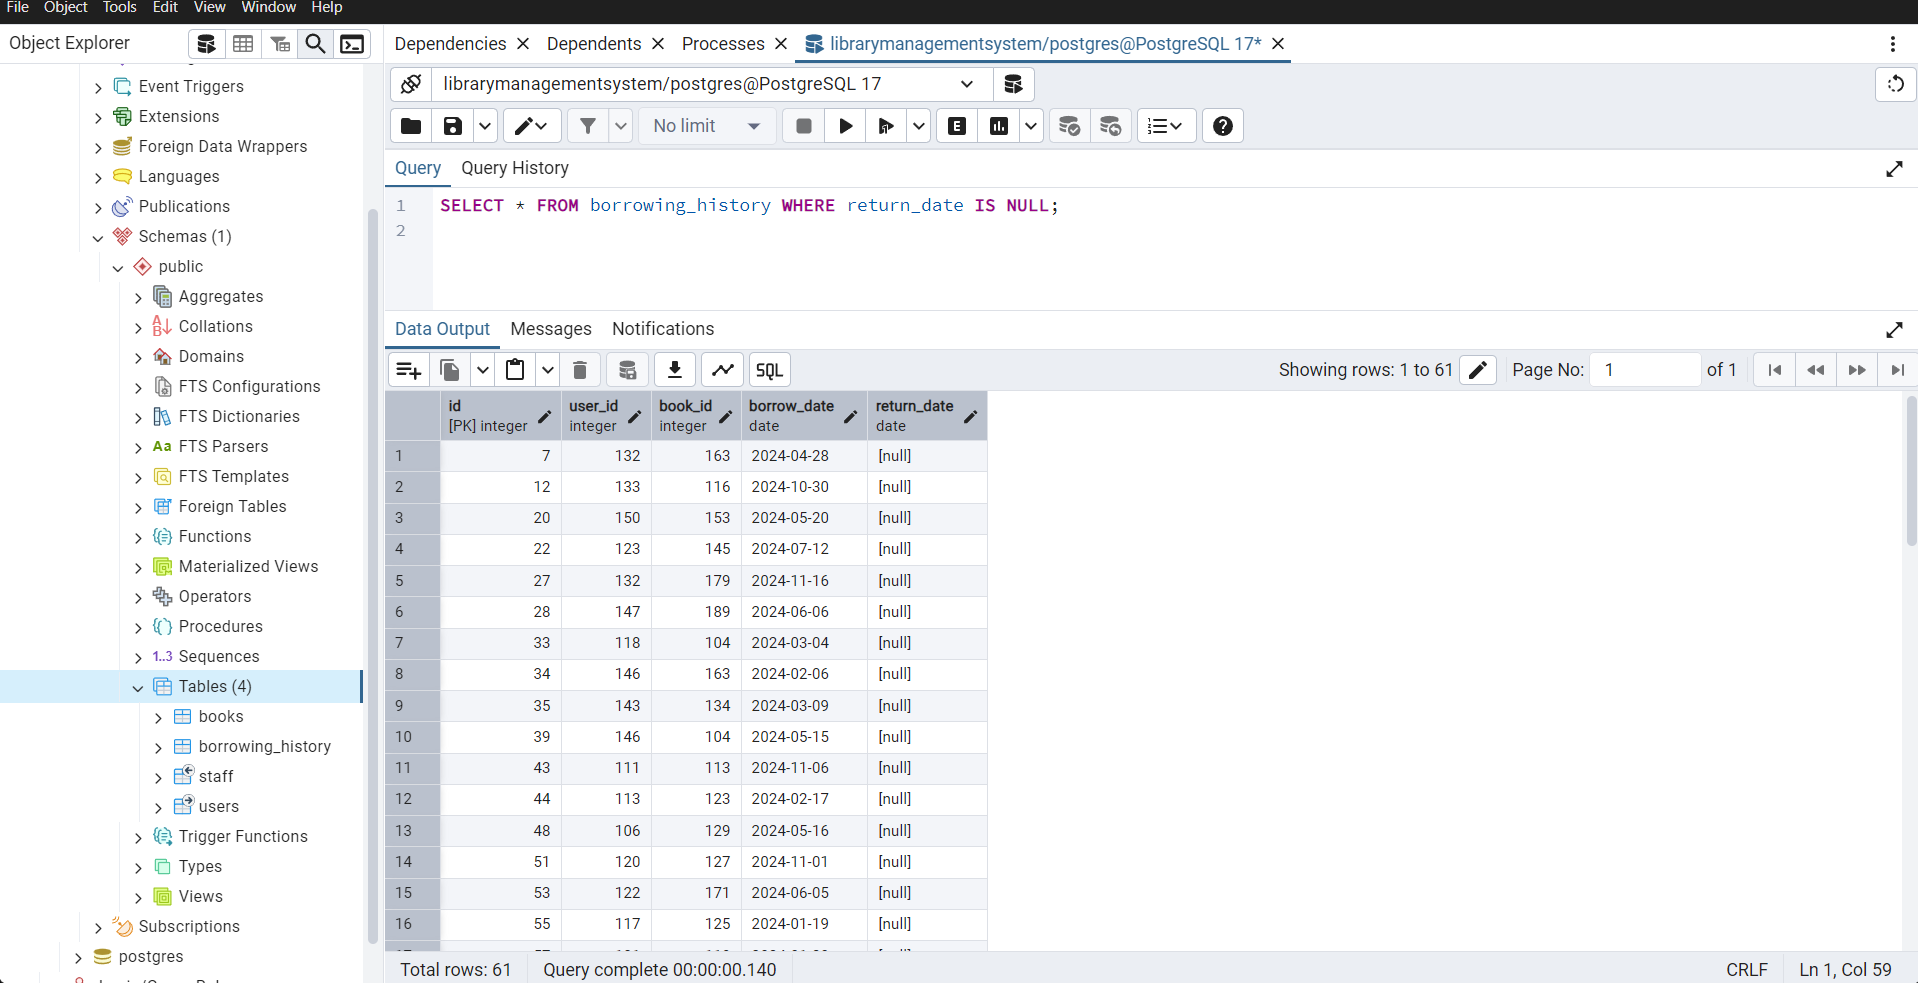 File Object Tools Edit View Window Help
Object Explorer
Event Triggers
Extensions
Foreign Data Wrappers
Languages
Publications
Schemas (1)
public
Aggregates
Collations
Domains
FTS Configurations
FTS Dictionaries
Aa FTS Parsers
FTS Templates
Foreign Tables
Functions
Materialized Views
Operators
Procedures
1..3 Sequences
Tables (4)
books
borrowing_history
staff
users
Trigger Functions
Types
Views
Subscriptions
postgres
Dependencies Dependents Processes librarymanagementsystem/postgres@PostgreSQL 17*
librarymanagementsystem/postgres@PostgreSQL 17
No limit E
Query Query History
1 SELECT * FROM borrowing_history WHERE return_date IS NULL;
2
Data Output Messages Notifications
SQL Showing rows: 1 to 61 Page No: 1 of 1
id user_id book_id borrow_date return_date
[PK] integer integer integer date date
1 7 132 163 2024-04-28 [null]
2 12 133 116 2024-10-30 [null]
3 20 150 153 2024-05-20 [null]
4 22 123 145 2024-07-12 [null]
5 27 132 179 2024-11-16 [null]
6 28 147 189 2024-06-06 [null]
7 33 118 104 2024-03-04 [null]
8 34 146 163 2024-02-06 [null]
9 35 143 134 2024-03-09 [null]
10 39 146 104 2024-05-15 [null]
11 43 111 113 2024-11-06 [null]
12 44 113 123 2024-02-17 [null]
13 48 106 129 2024-05-16 [null]
14 51 120 127 2024-11-01 [null]
15 53 122 171 2024-06-05 [null]
16 55 117 125 2024-01-19 [null]
Total rows: 61 Query complete 00:00:00.140 CRLF Ln 1, Col 59